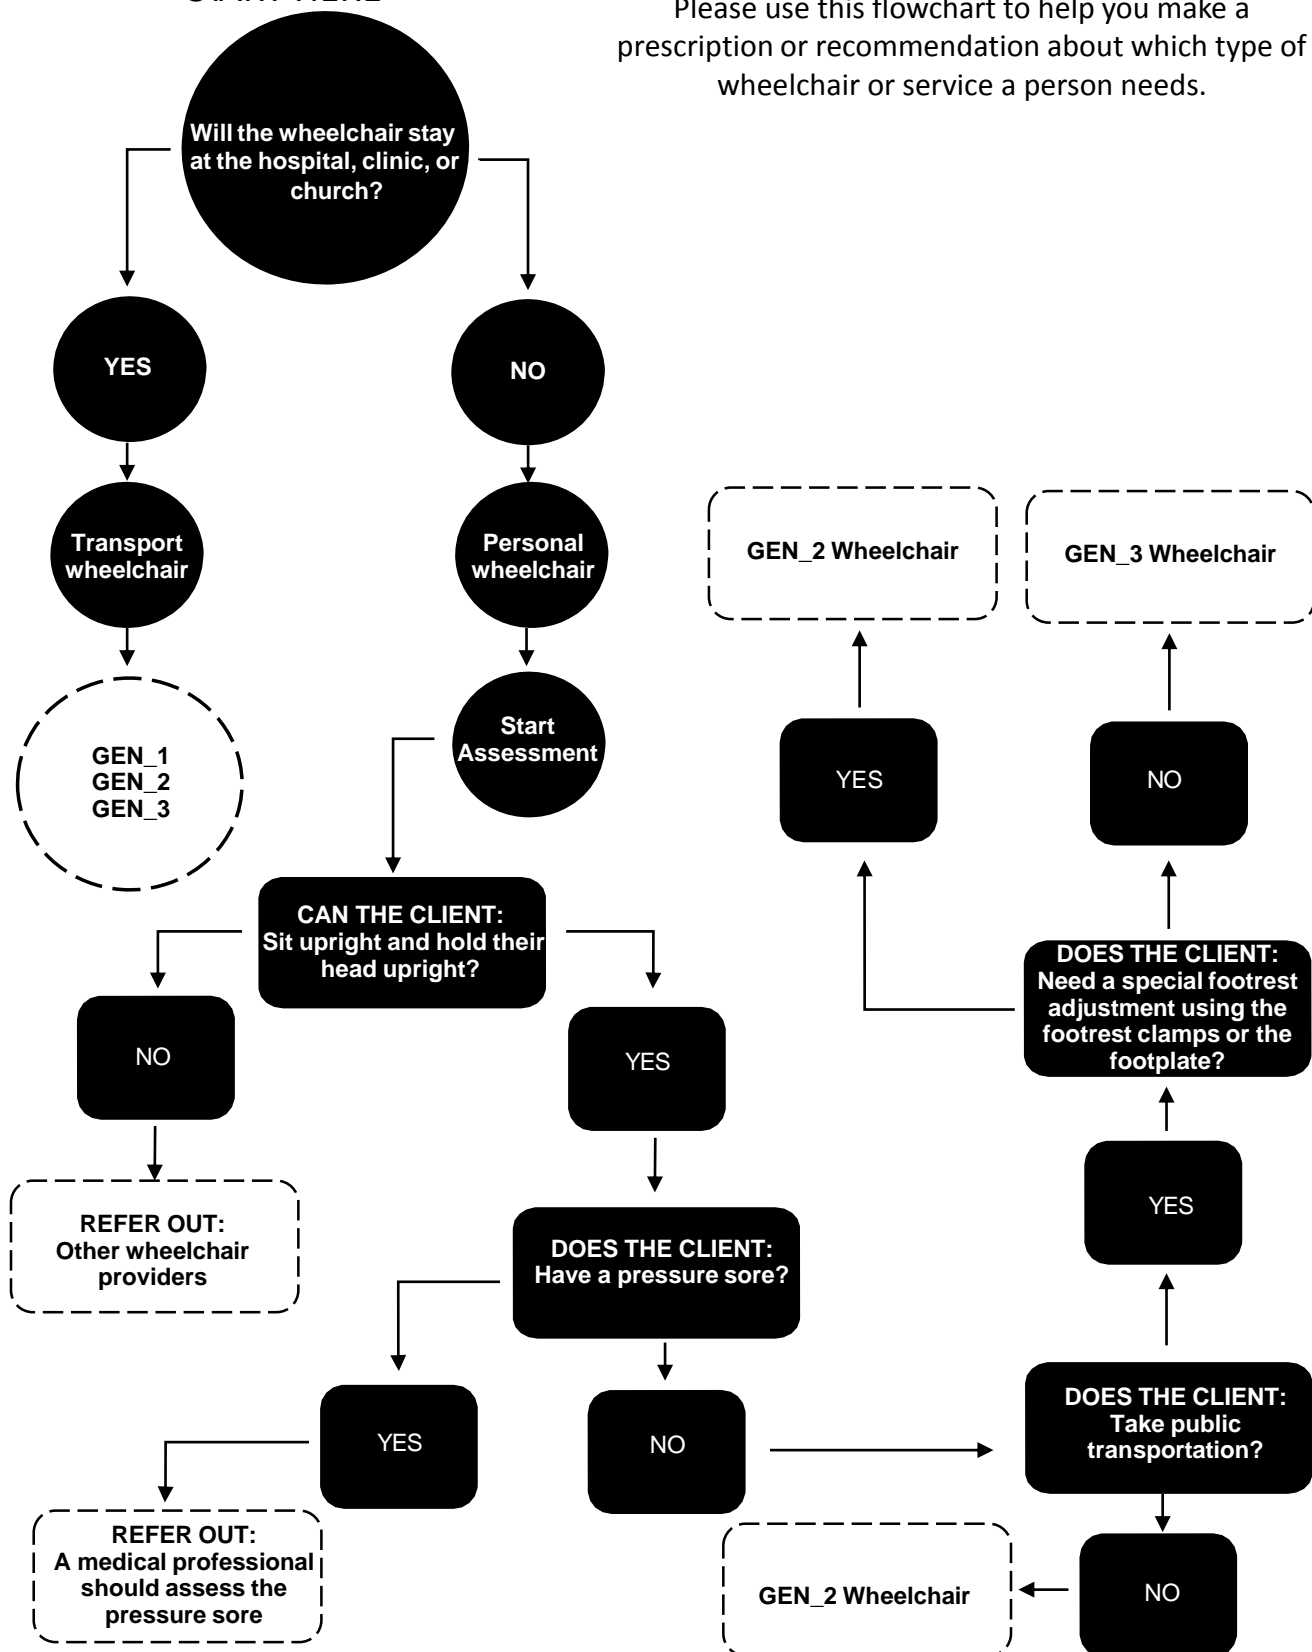 Please use this flowchart to help you make a
prescription or recommendation about which type of
wheelchair or service a person needs.
Will the wheelchair stay
at the hospital, clinic, or
church?
YES
NO
Transport
wheelchair
Personal
wheelchair
GEN_2 Wheelchair
GEN_3 Wheelchair
GEN_1
GEN_2
GEN_3
Start
Assessment
YES
NO
CAN THE CLIENT:
Sit upright and hold their
head upright?
DOES THE CLIENT:
Need a special footrest
adjustment using the
footrest clamps or the
footplate?
NO
YES
YES
REFER OUT:
Other wheelchair
providers
DOES THE CLIENT:
Have a pressure sore?
YES
NO
DOES THE CLIENT:
Take public
transportation?
REFER OUT:
A medical professional
should assess the
pressure sore
GEN_2 Wheelchair
NO